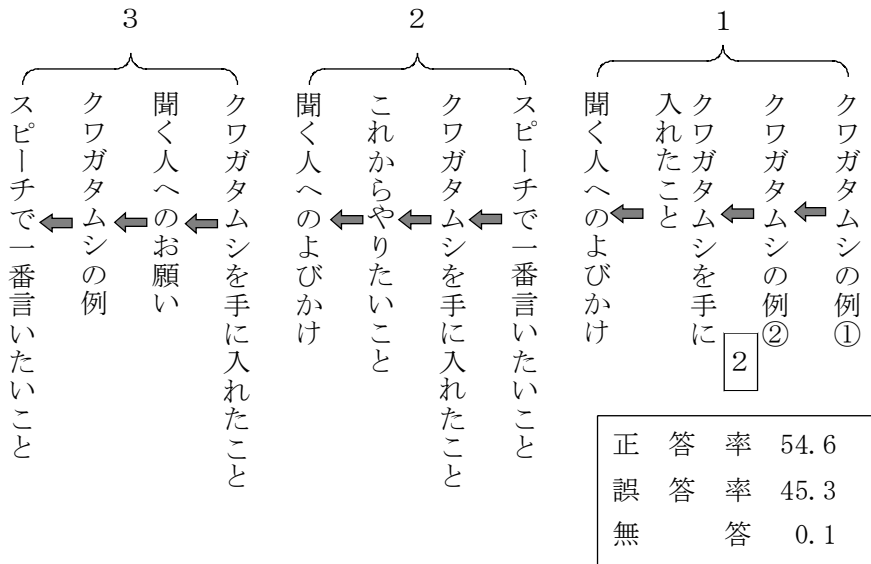 1
クワガタムシの例①
クワガタムシの例②
クワガタムシを手に
入れたこと
聞く人へのよびかけ
2
スピーチで一番言いたいこと
クワガタムシを手に入れたこと
これからやりたいこと
聞く人へのよびかけ
3
クワガタムシを手に入れたこと
聞く人へのお願い
クワガタムシの例
スピーチで一番言いたいこと
2
正答率 54.6
誤答率 45.3
無答 0.1